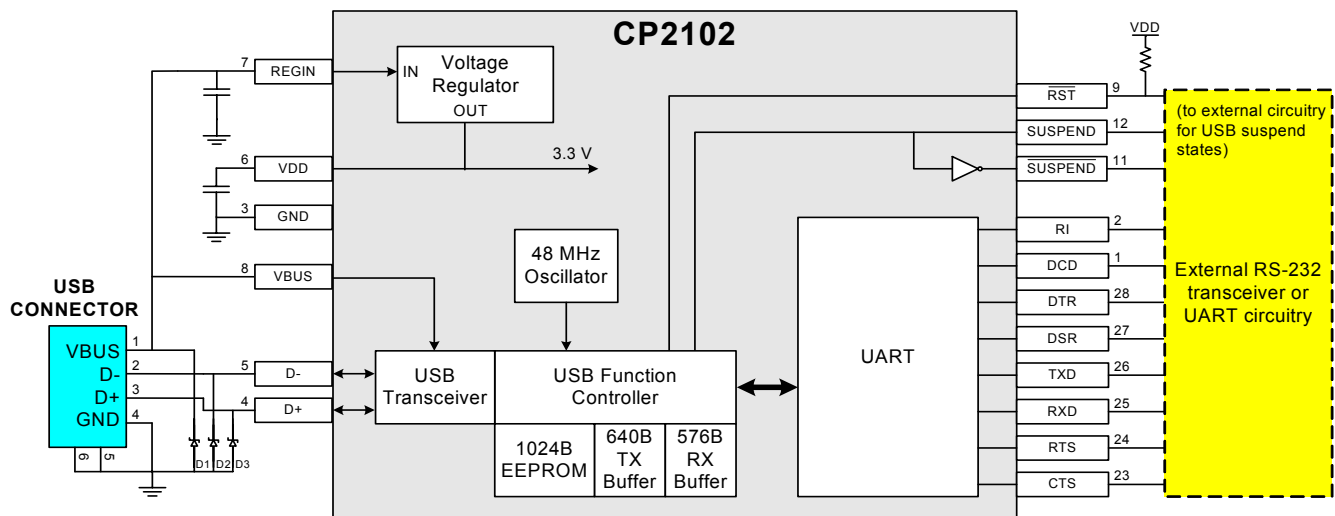 CP2102
VDD
7
REGIN
IN
Voltage
Regulator
OUT
RST
9
(to external circuitry
for USB suspend
states)
SUSPEND
12
6
VDD
3.3 V
SUSPEND
11
3
GND
RI
2
48 MHz
Oscillator
8
VBUS
DCD
1
External RS-232
transceiver or
UART circuitry
USB
CONNECTOR
DTR
28
1
VBUS
2
D-
3
D+
4
GND
6
5
D1
D2
D3
5
D-
4
D+
USB
Transceiver
USB Function
Controller
1024B
EEPROM
640B
TX
Buffer
576B
RX
Buffer
UART
DSR
27
TXD
26
RXD
25
RTS
24
CTS
23